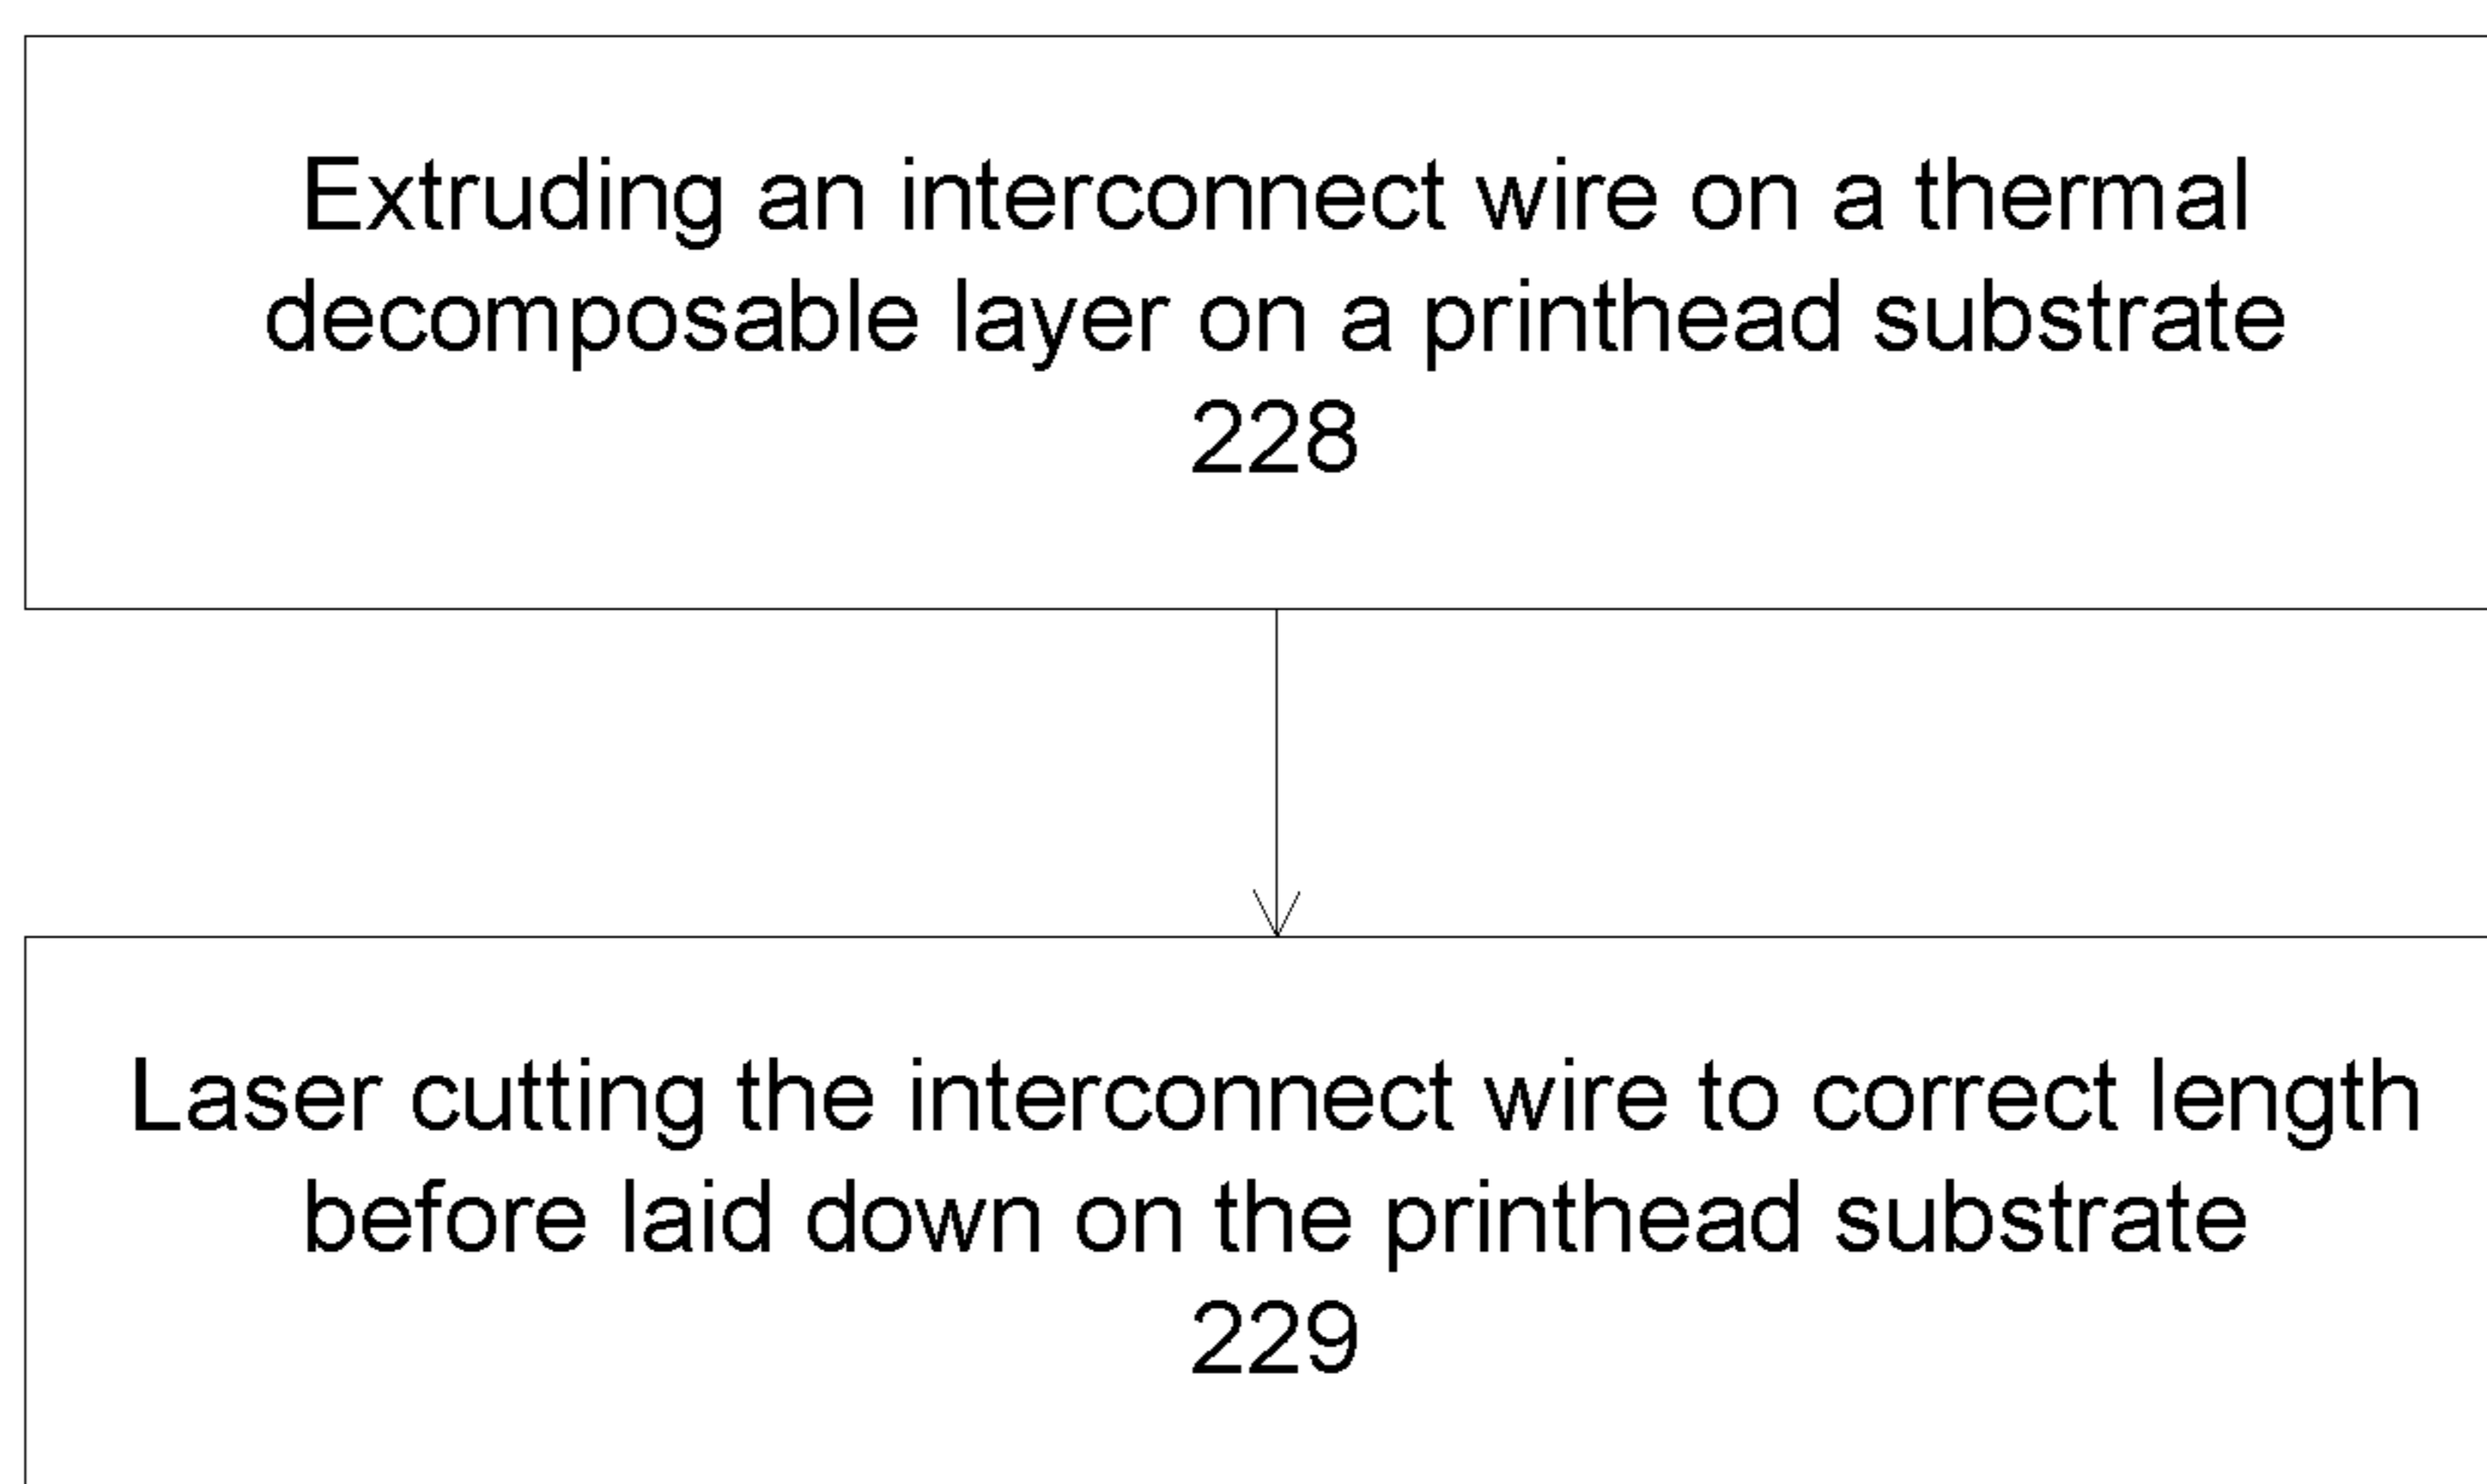 Extruding an interconnect wire on a thermal
decomposable layer on a printhead substrate
228
Laser cutting the interconnect wire to correct length
before laid down on the printhead substrate
229